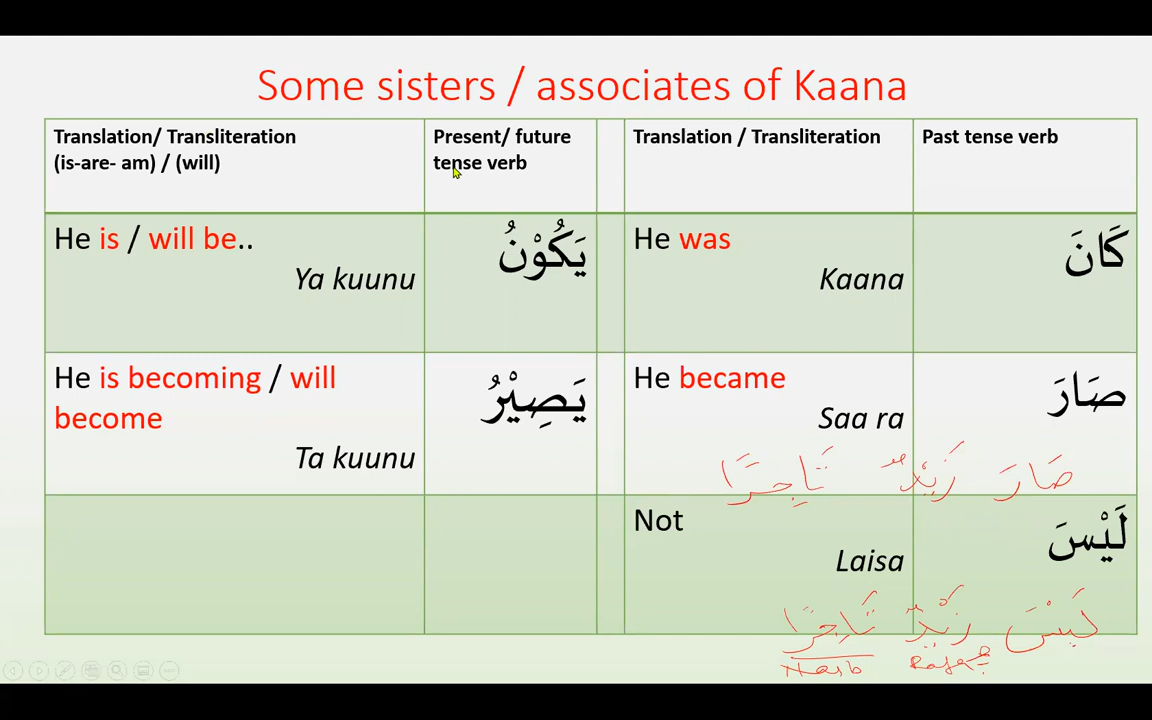 Some sisters / associates of Kaana
Translation/ Transliteration
(is-are- am) / (will)
Present/ future
tense verb
Translation / Transliteration
Past tense verb
He is / will be..
Ya kuunu
يَكُوْنُ
He was
Kaana
كَانَ
He is becoming / will
become
Ta kuunu
يَصِيْرُ
He became
Saa ra
صَارَ
صَارَ زَيْدٌ تَاجِرًا
Not
Laisa
لَيْسَ
لَيْسَ زَيْدٌ تَاجِرًا
Nasb